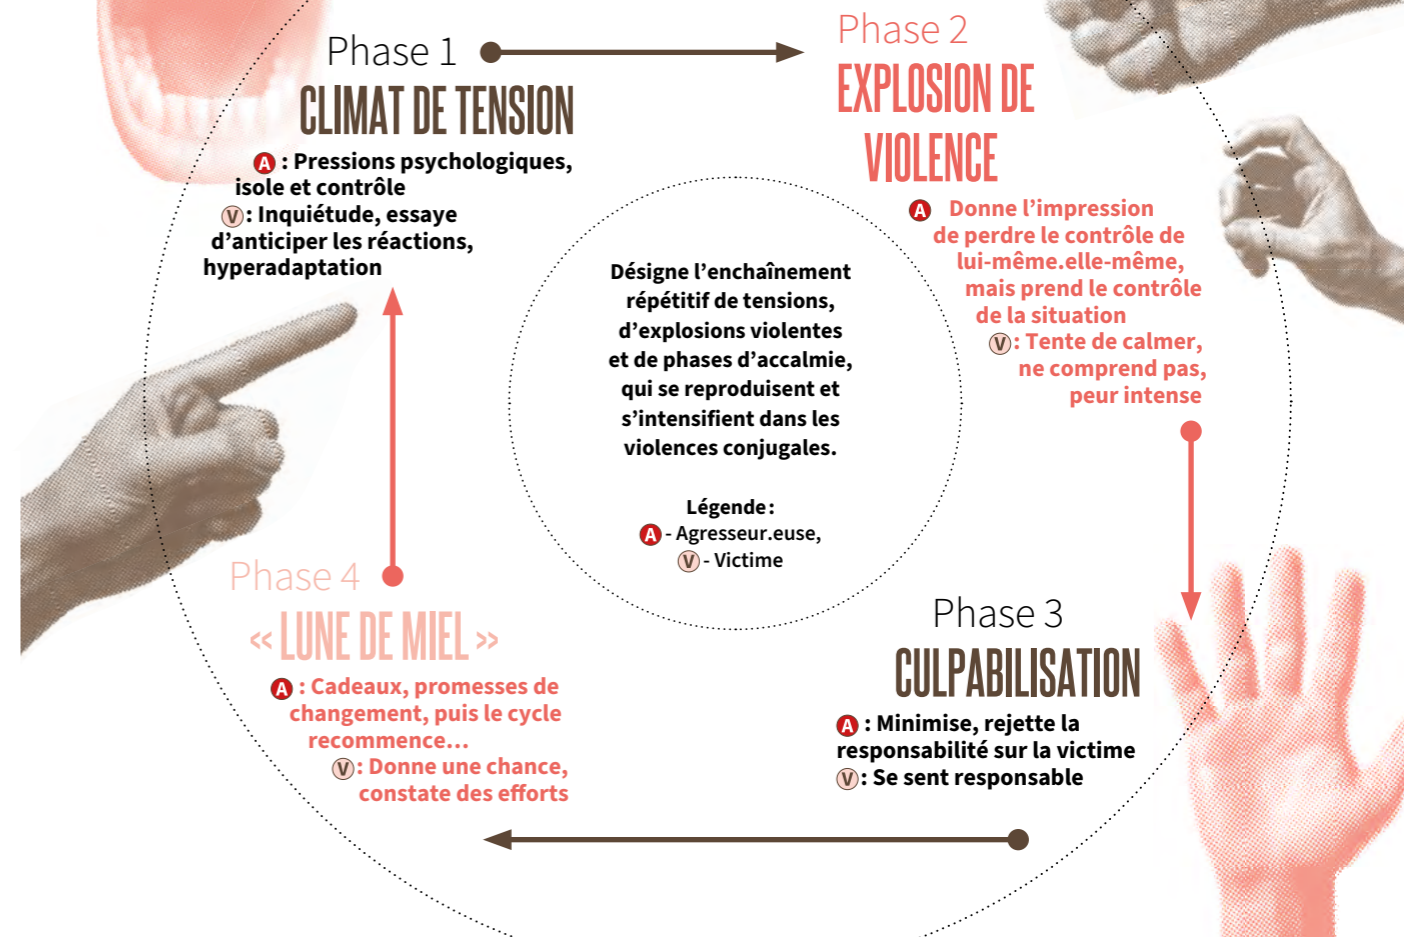 Phase 1
CLIMAT DE TENSION
A : Pressions psychologiques,
isole et contrôle
V : Inquiétude, essaye
d’anticiper les réactions,
hyperadaptation
Phase 2
EXPLOSION DE
VIOLENCE
A Donne l’impression
de perdre le contrôle de
lui-même.elle-même,
mais prend le contrôle
de la situation
V : Tente de calmer,
ne comprend pas,
peur intense
Désigne l’enchaînement
répétitif de tensions,
d’explosions violentes
et de phases d’accalmie,
qui se reproduisent et
s’intensifient dans les
violences conjugales.
Légende :
A - Agresseur.euse,
V - Victime
Phase 3
CULPABILISATION
A : Minimise, rejette la
responsabilité sur la victime
V : Se sent responsable
Phase 4
« LUNE DE MIEL »
A : Cadeaux, promesses de
changement, puis le cycle
recommence…
V : Donne une chance,
constate des efforts